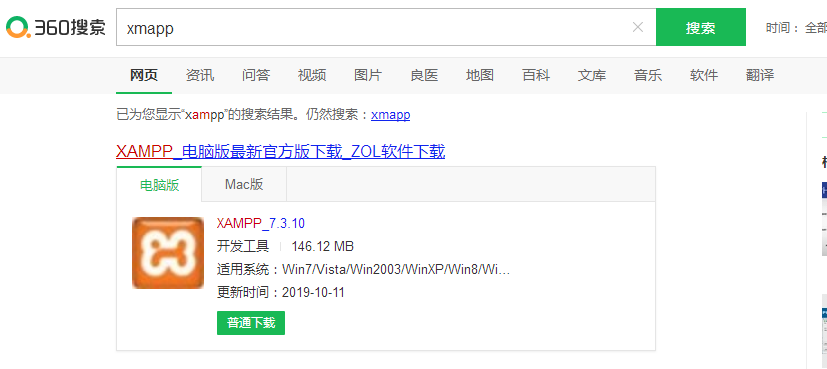 360搜索 xmapp × 搜索 时间： 全部
网页 资讯 问答 视频 图片 良医 地图 百科 文库 音乐 软件 翻译
已为您显示“xampp”的搜索结果。仍然搜索：xmapp
XAMPP_电脑版最新官方版下载_ZOL软件下载
电脑版 Mac版
XAMPP_7.3.10
开发工具 146.12 MB
适用系统：Win7/Vista/Win2003/WinXP/Win8/Wi...
更新时间：2019-10-11
普通下载